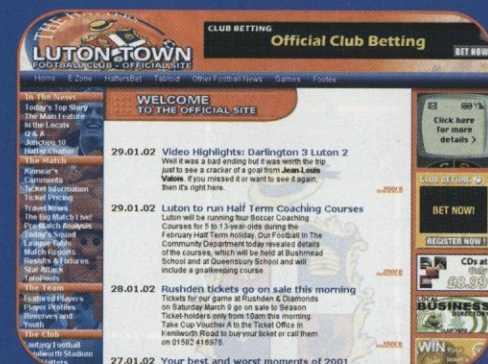 CLUB BETTING
Official Club Betting
BET NOW!
LUTON TOWN
FOOTBALL CLUB - OFFICIAL SITE
Home E Zone HattersBet Tabloid Other Football News Games Footee
In The News
Today's Top Story
The Main Feature
In the Locals
Q & A
Junction 10
Hatter Chatter
The Match
Kinnear's
Comments
Ticket Information
Ticket Pricing
Travel News
The Big Match Live!
Pre Match Analysis
Today's Squad
League Table
Match Reports
Results & Fixtures
Stat Attack
FotoPosts
The Team
Featured Players
Player Profiles
Reserves and
Youth
The Club
Fantasy Football
Kenilworth Stadium
WELCOME
TO THE OFFICIAL SITE
29.01.02 Video Highlights: Darlington 3 Luton 2
Well it was a bad ending but it was worth the trip
just to see a cracker of a goal from Jean-Louis
Valois. If you missed it or want to see it again,
then it's right here.
more
29.01.02 Luton to run Half Term Coaching Courses
Luton will be running four Soccer Coaching
Courses for 5 to 13-year-olds during the
February Half Term holiday. Our Football In The
Community Department today revealed details
of the courses, which will be held at Bushmead
School and at Queensbury School and will
include a goalkeeping course.
more
28.01.02 Rushden tickets go on sale this morning
Tickets for our game at Rushden & Diamonds
on Saturday March 9 go on sale to Season
Ticket-holders only from 10am this morning.
Take Cup Voucher A to the Ticket Office in
Kenilworth Road to buy your ticket or call them
on 01582 416976.
more
27.01.02 Your best and worst moments of 2001
Click here
for more
details >
CLUB BETTING
BET NOW!
REGISTER NOW!
CDs at
Only
£8.99
LOCAL
BUSINESS
DIRECTORY
WIN